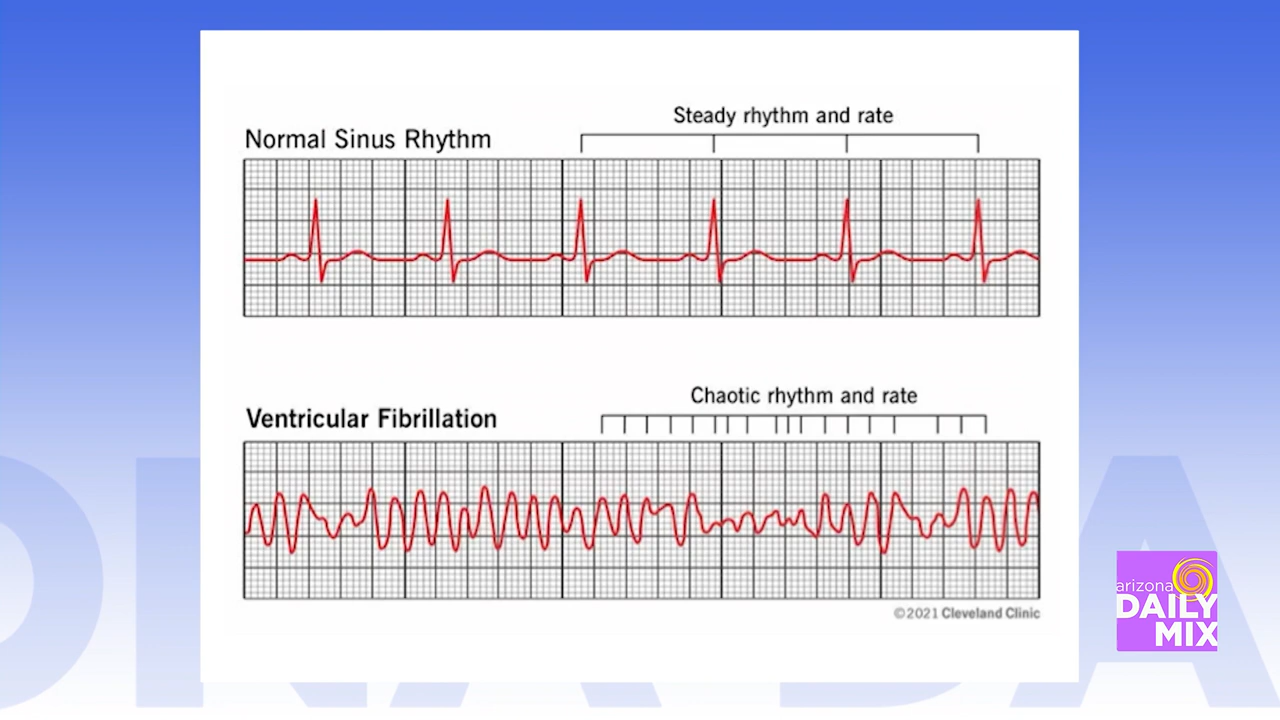 Steady rhythm and rate
Normal Sinus Rhythm
Chaotic rhythm and rate
Ventricular Fibrillation
©2021 Cleveland Clinic
arizona
DAILY
MIX